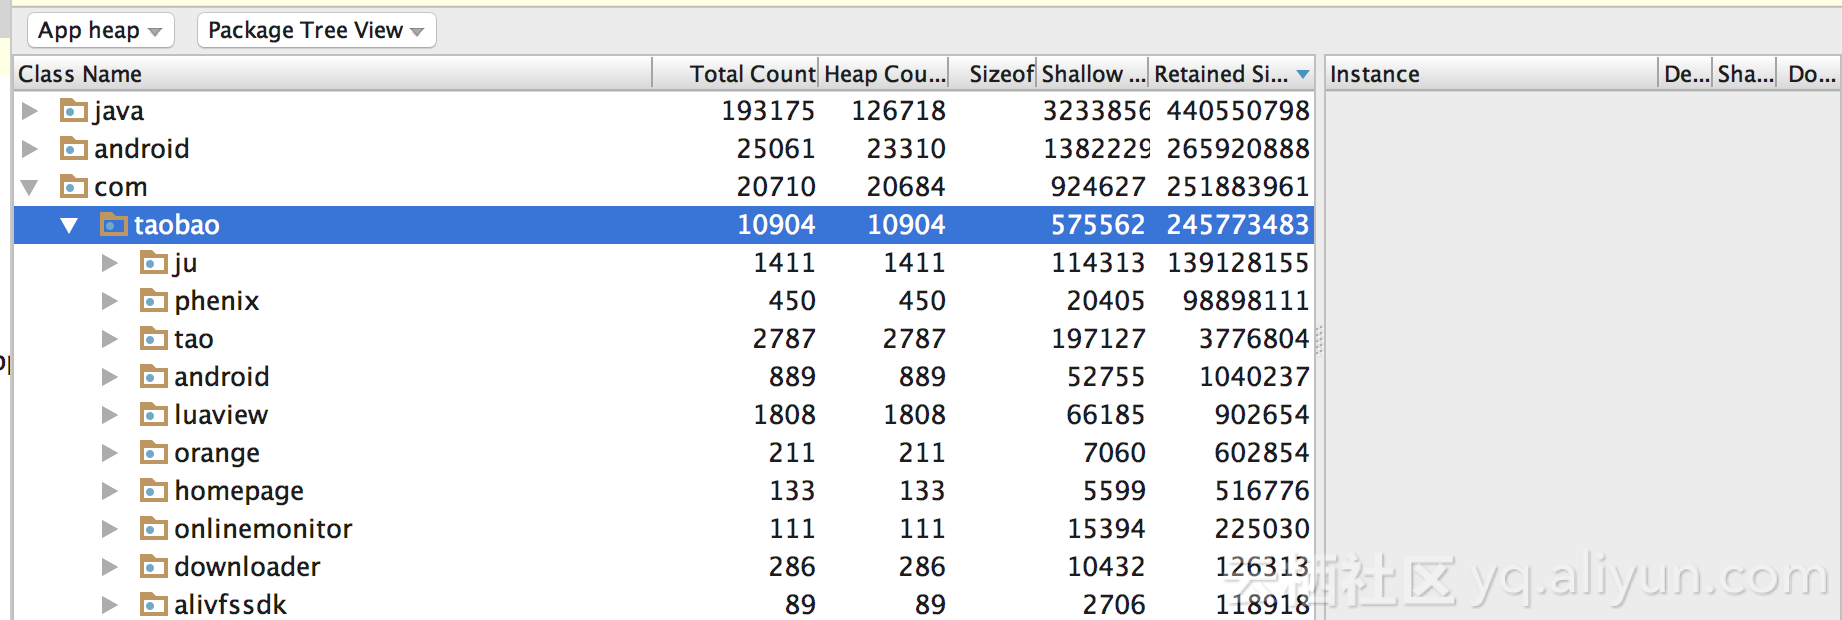 App heap Package Tree View
Class Name Total Count Heap Cou... Sizeof Shallow ... Retained Si... Instance De... Sha... Do...
java 193175 126718 3233856 440550798
android 25061 23310 1382229 265920888
com 20710 20684 924627 251883961
taobao 10904 10904 575562 245773483
ju 1411 1411 114313 139128155
phenix 450 450 20405 98898111
tao 2787 2787 197127 3776804
android 889 889 52755 1040237
luaview 1808 1808 66185 902654
orange 211 211 7060 602854
homepage 133 133 5599 516776
onlinemonitor 111 111 15394 225030
downloader 286 286 10432 126313
alivfssdk 89 89 2706 118918
云栖社区 yq.aliyun.com